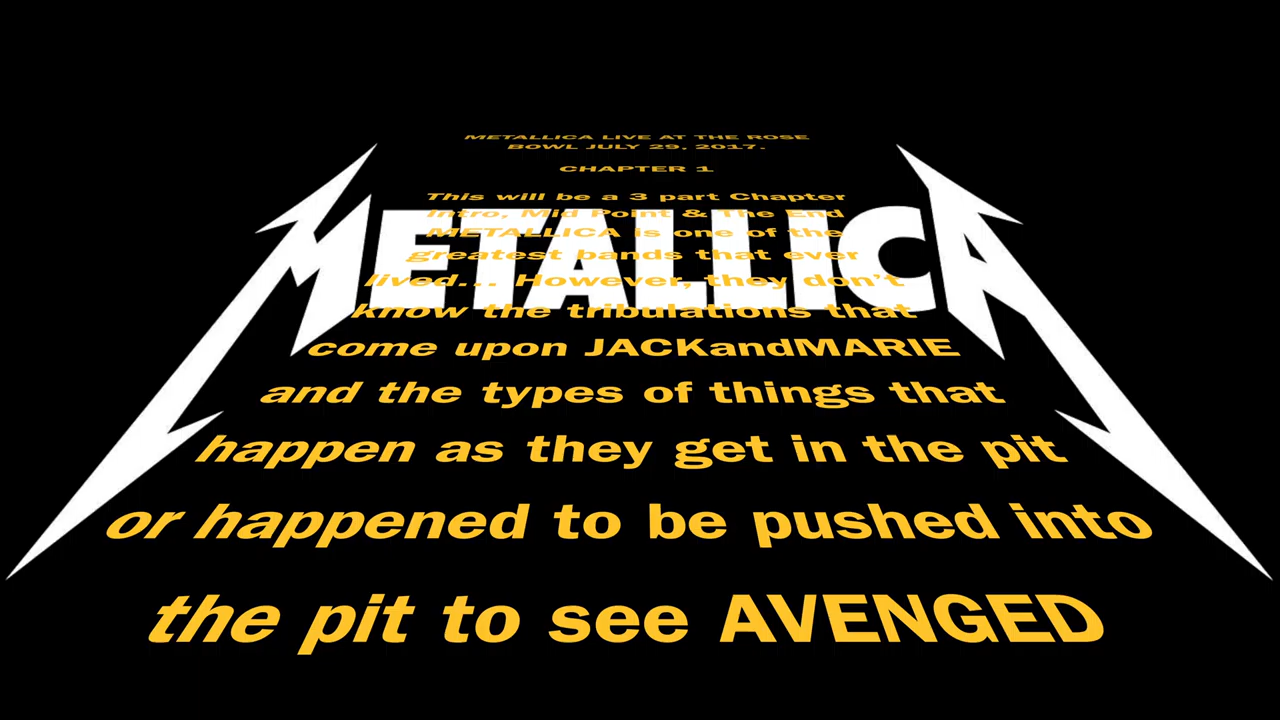 METALLICA LIVE AT THE ROSE
BOWL JULY 29, 2017.
CHAPTER 1
This will be a 3 part Chapter
Intro, Mid Point & The End
METALLICA is one of the
greatest bands that ever
lived... However, they don't
know the tribulations that
come upon JACKandMARIE
and the types of things that
happen as they get in the pit
or happened to be pushed into
the pit to see AVENGED
METALLICA